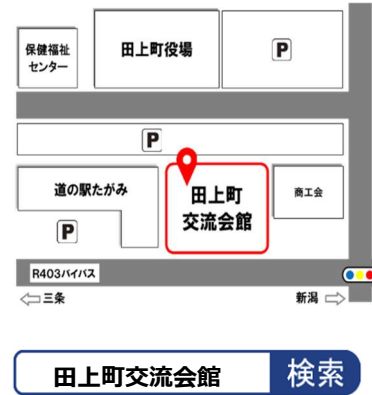 保健福祉
センター
田上町役場
P
P
道の駅たがみ
P
田上町
交流会館
商工会
R403バイパス
三条
新潟
田上町交流会館
検索